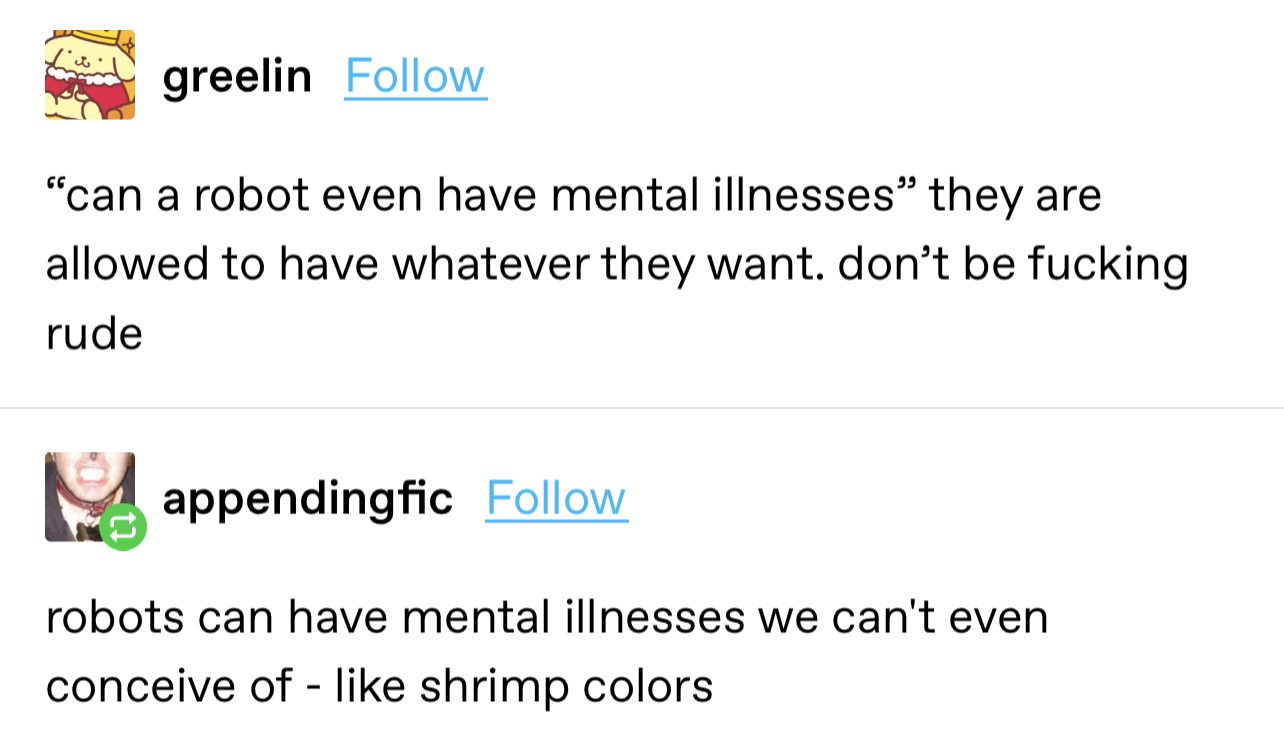 greelin Follow
“can a robot even have mental illnesses” they are
allowed to have whatever they want. don’t be fucking
rude
appendingfic Follow
robots can have mental illnesses we can't even
conceive of - like shrimp colors